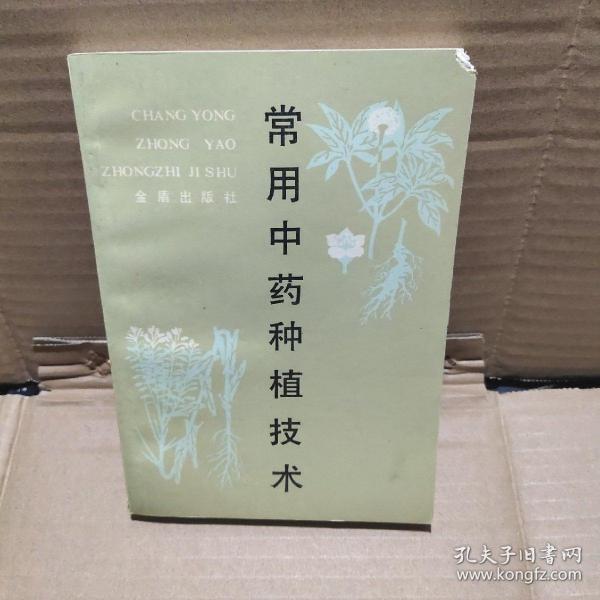 CHANG YONG
ZHONG YAO
ZHONGZHI JI SHU
金盾出版社
常用中药种植技术
孔夫子旧书网
www.kongfz.com